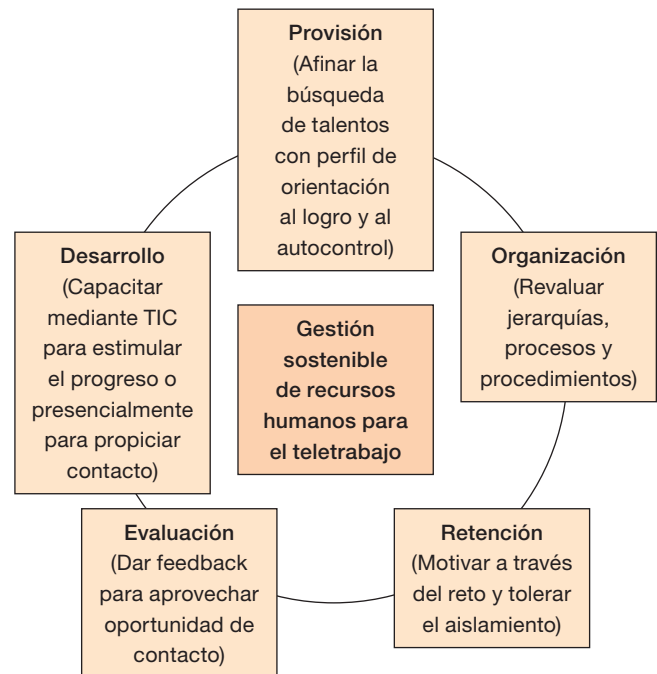 Provisión
(Afinar la
búsqueda
de talentos
con perfil de
orientación
al logro y al
autocontrol)
Desarrollo
(Capacitar
mediante TIC
para estimular
el progreso o
presencialmente
para propiciar
contacto)
Gestión
sostenible
de recursos
humanos para
el teletrabajo
Organización
(Revaluar
jerarquías,
procesos y
procedimientos)
Evaluación
(Dar feedback
para aprovechar
oportunidad de
contacto)
Retención
(Motivar a través
del reto y tolerar
el aislamiento)